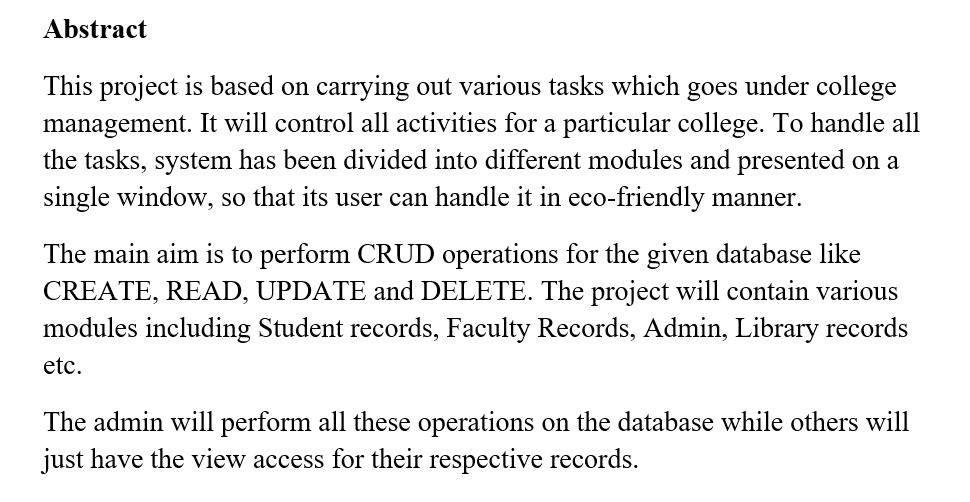 Abstract
This project is based on carrying out various tasks which goes under college
management. It will control all activities for a particular college. To handle all
the tasks, system has been divided into different modules and presented on a
single window, so that its user can handle it in eco-friendly manner.
The main aim is to perform CRUD operations for the given database like
CREATE, READ, UPDATE and DELETE. The project will contain various
modules including Student records, Faculty Records, Admin, Library records
etc.
The admin will perform all these operations on the database while others will
just have the view access for their respective records.